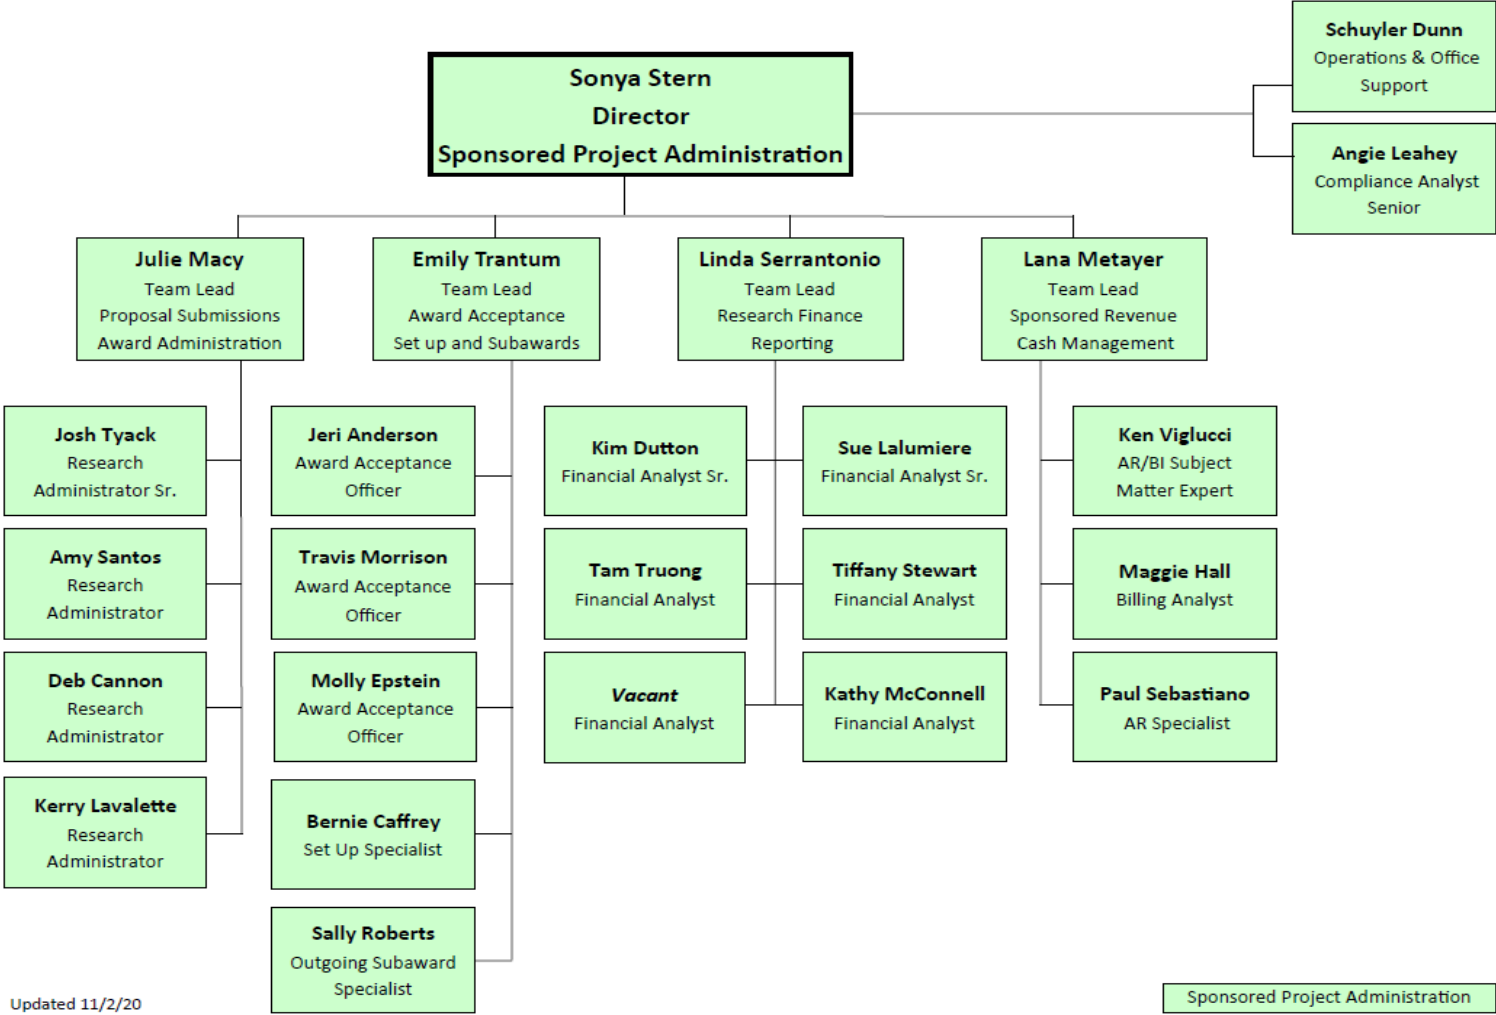 Schuyler Dunn
Operations & Office
Support
Sonya Stern
Director
Sponsored Project Administration
Angie Leahey
Compliance Analyst
Senior
Julie Macy
Team Lead
Proposal Submissions
Award Administration
Emily Trantum
Team Lead
Award Acceptance
Set up and Subawards
Linda Serrantonio
Team Lead
Research Finance
Reporting
Lana Metayer
Team Lead
Sponsored Revenue
Cash Management
Josh Tyack
Research
Administrator Sr.
Jeri Anderson
Award Acceptance
Officer
Kim Dutton
Financial Analyst Sr.
Sue Lalumiere
Financial Analyst Sr.
Ken Viglucci
AR/BI Subject
Matter Expert
Amy Santos
Research
Administrator
Travis Morrison
Award Acceptance
Officer
Tam Truong
Financial Analyst
Tiffany Stewart
Financial Analyst
Maggie Hall
Billing Analyst
Deb Cannon
Research
Administrator
Molly Epstein
Award Acceptance
Officer
Vacant
Financial Analyst
Kathy McConnell
Financial Analyst
Paul Sebastiano
AR Specialist
Kerry Lavalette
Research
Administrator
Bernie Caffrey
Set Up Specialist
Sally Roberts
Outgoing Subaward
Specialist
Updated 11/2/20
Sponsored Project Administration